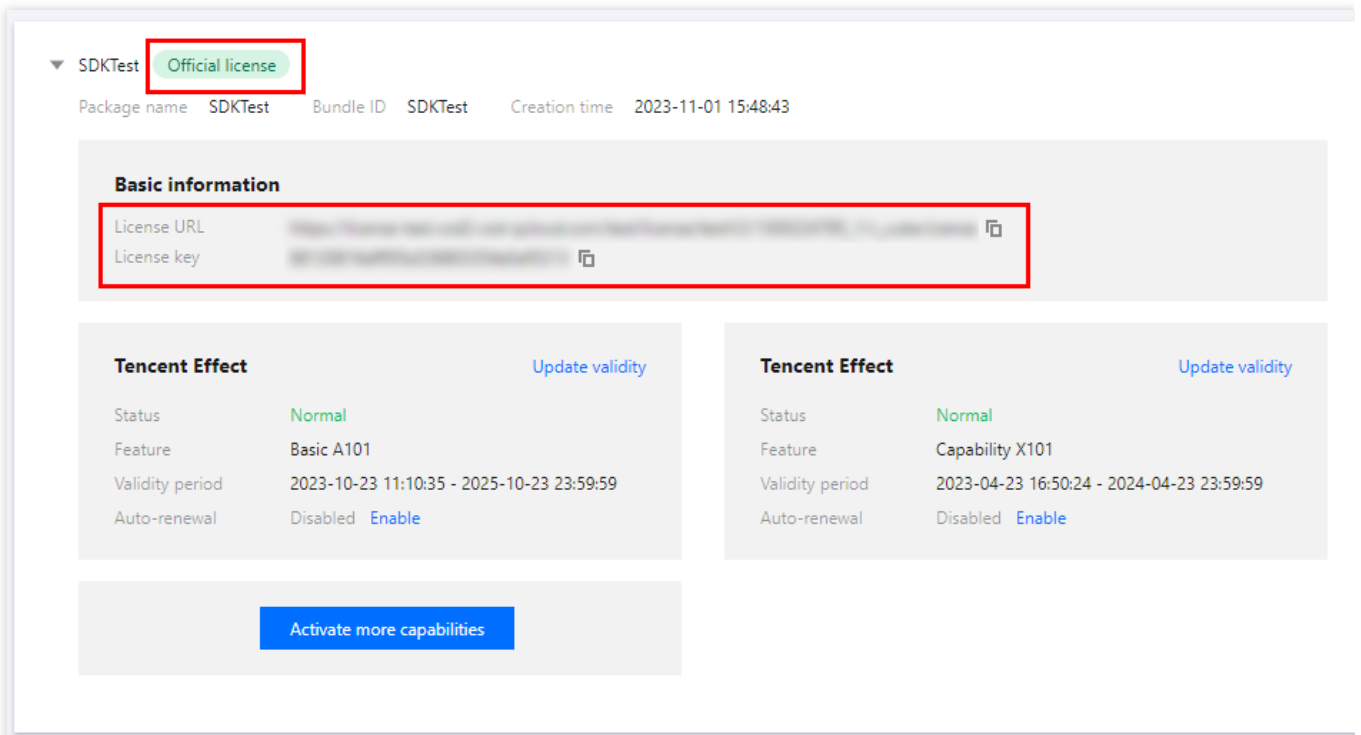 SDKTest Official license
Package name SDKTest Bundle ID SDKTest Creation time 2023-11-01 15:48:43
Basic information
License URL
License key
Tencent Effect Update validity
Status Normal
Feature Basic A101
Validity period 2023-10-23 11:10:35 - 2025-10-23 23:59:59
Auto-renewal Disabled Enable
Tencent Effect Update validity
Status Normal
Feature Capability X101
Validity period 2023-04-23 16:50:24 - 2024-04-23 23:59:59
Auto-renewal Disabled Enable
Activate more capabilities